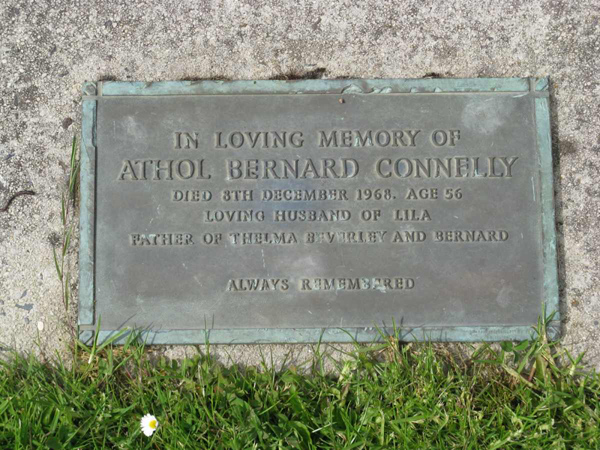 IN LOVING MEMORY OF
ATHOL BERNARD CONNELLY
DIED 8TH DECEMBER 1968. AGE 56
LOVING HUSBAND OF LILA
FATHER OF THELMA BEVERLEY AND BERNARD
ALWAYS REMEMBERED